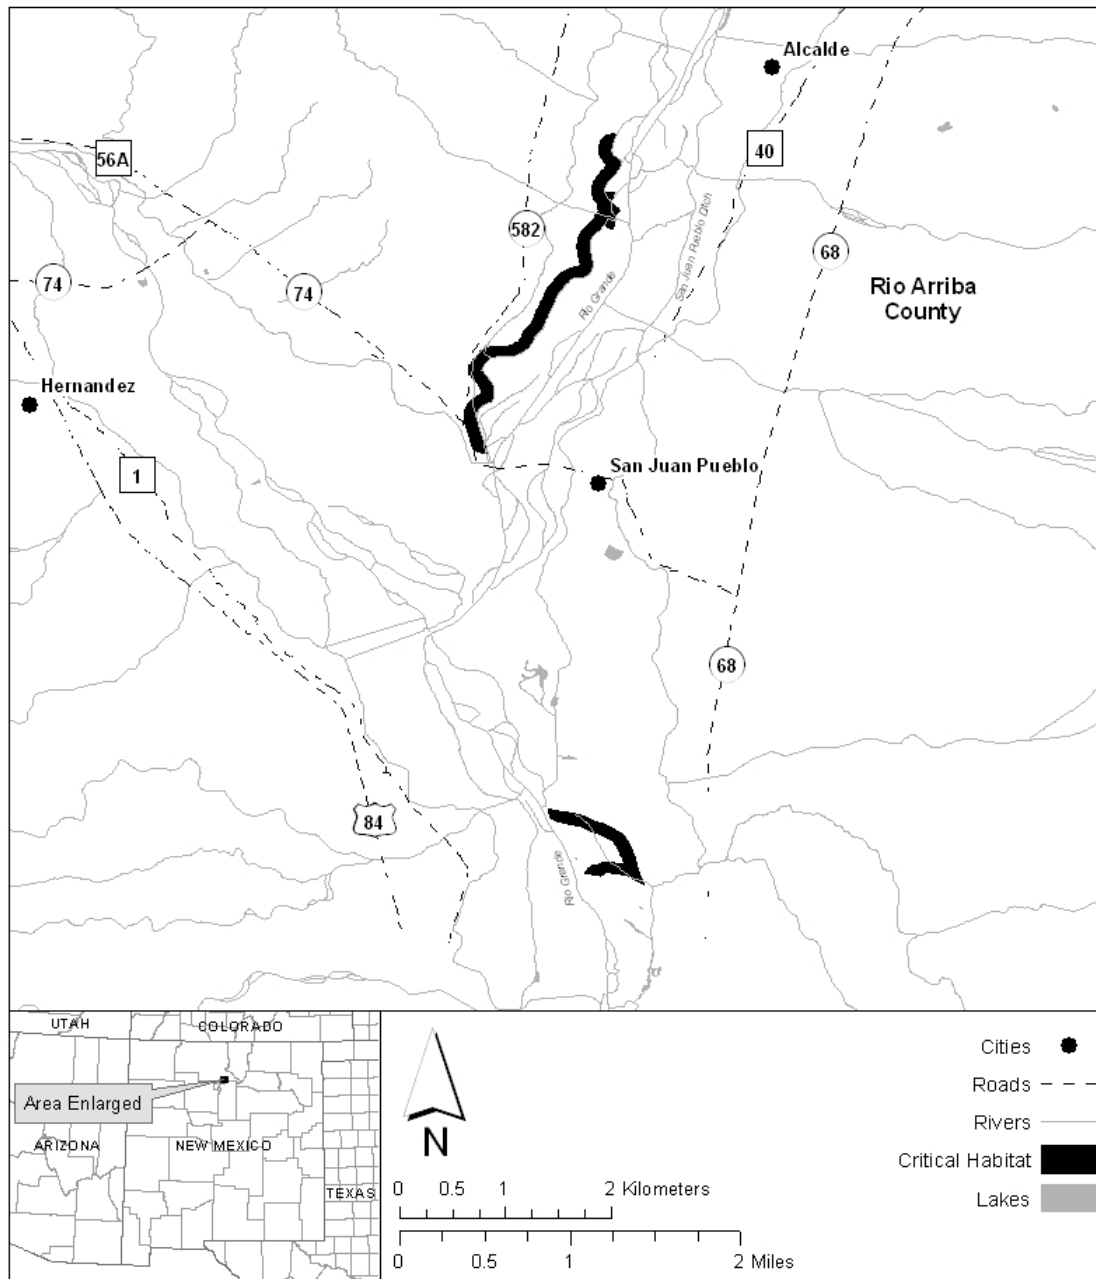 Alcalde
56A
40
582
68
San Juan Pueblo Ditch
74
74
Rio Grande
Rio Arriba
County
Hernandez
San Juan Pueblo
1
68
84
Rio Grande
UTAH
COLORADO
Area Enlarged
ARIZONA
NEW MEXICO
TEXAS
N
0 0.5 1 2 Kilometers
0 0.5 1 2 Miles
Cities
Roads
Rivers
Critical Habitat
Lakes